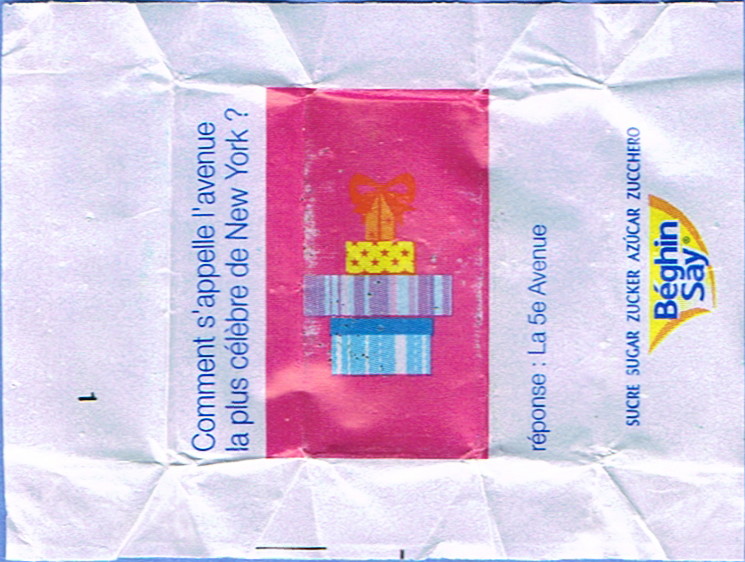 Comment s'appelle l'avenue
la plus célèbre de New York ?
réponse : La 5e Avenue
SUCRE SUGAR ZUCKER AZÚCAR ZUCCHERO
Béghin
Say
1